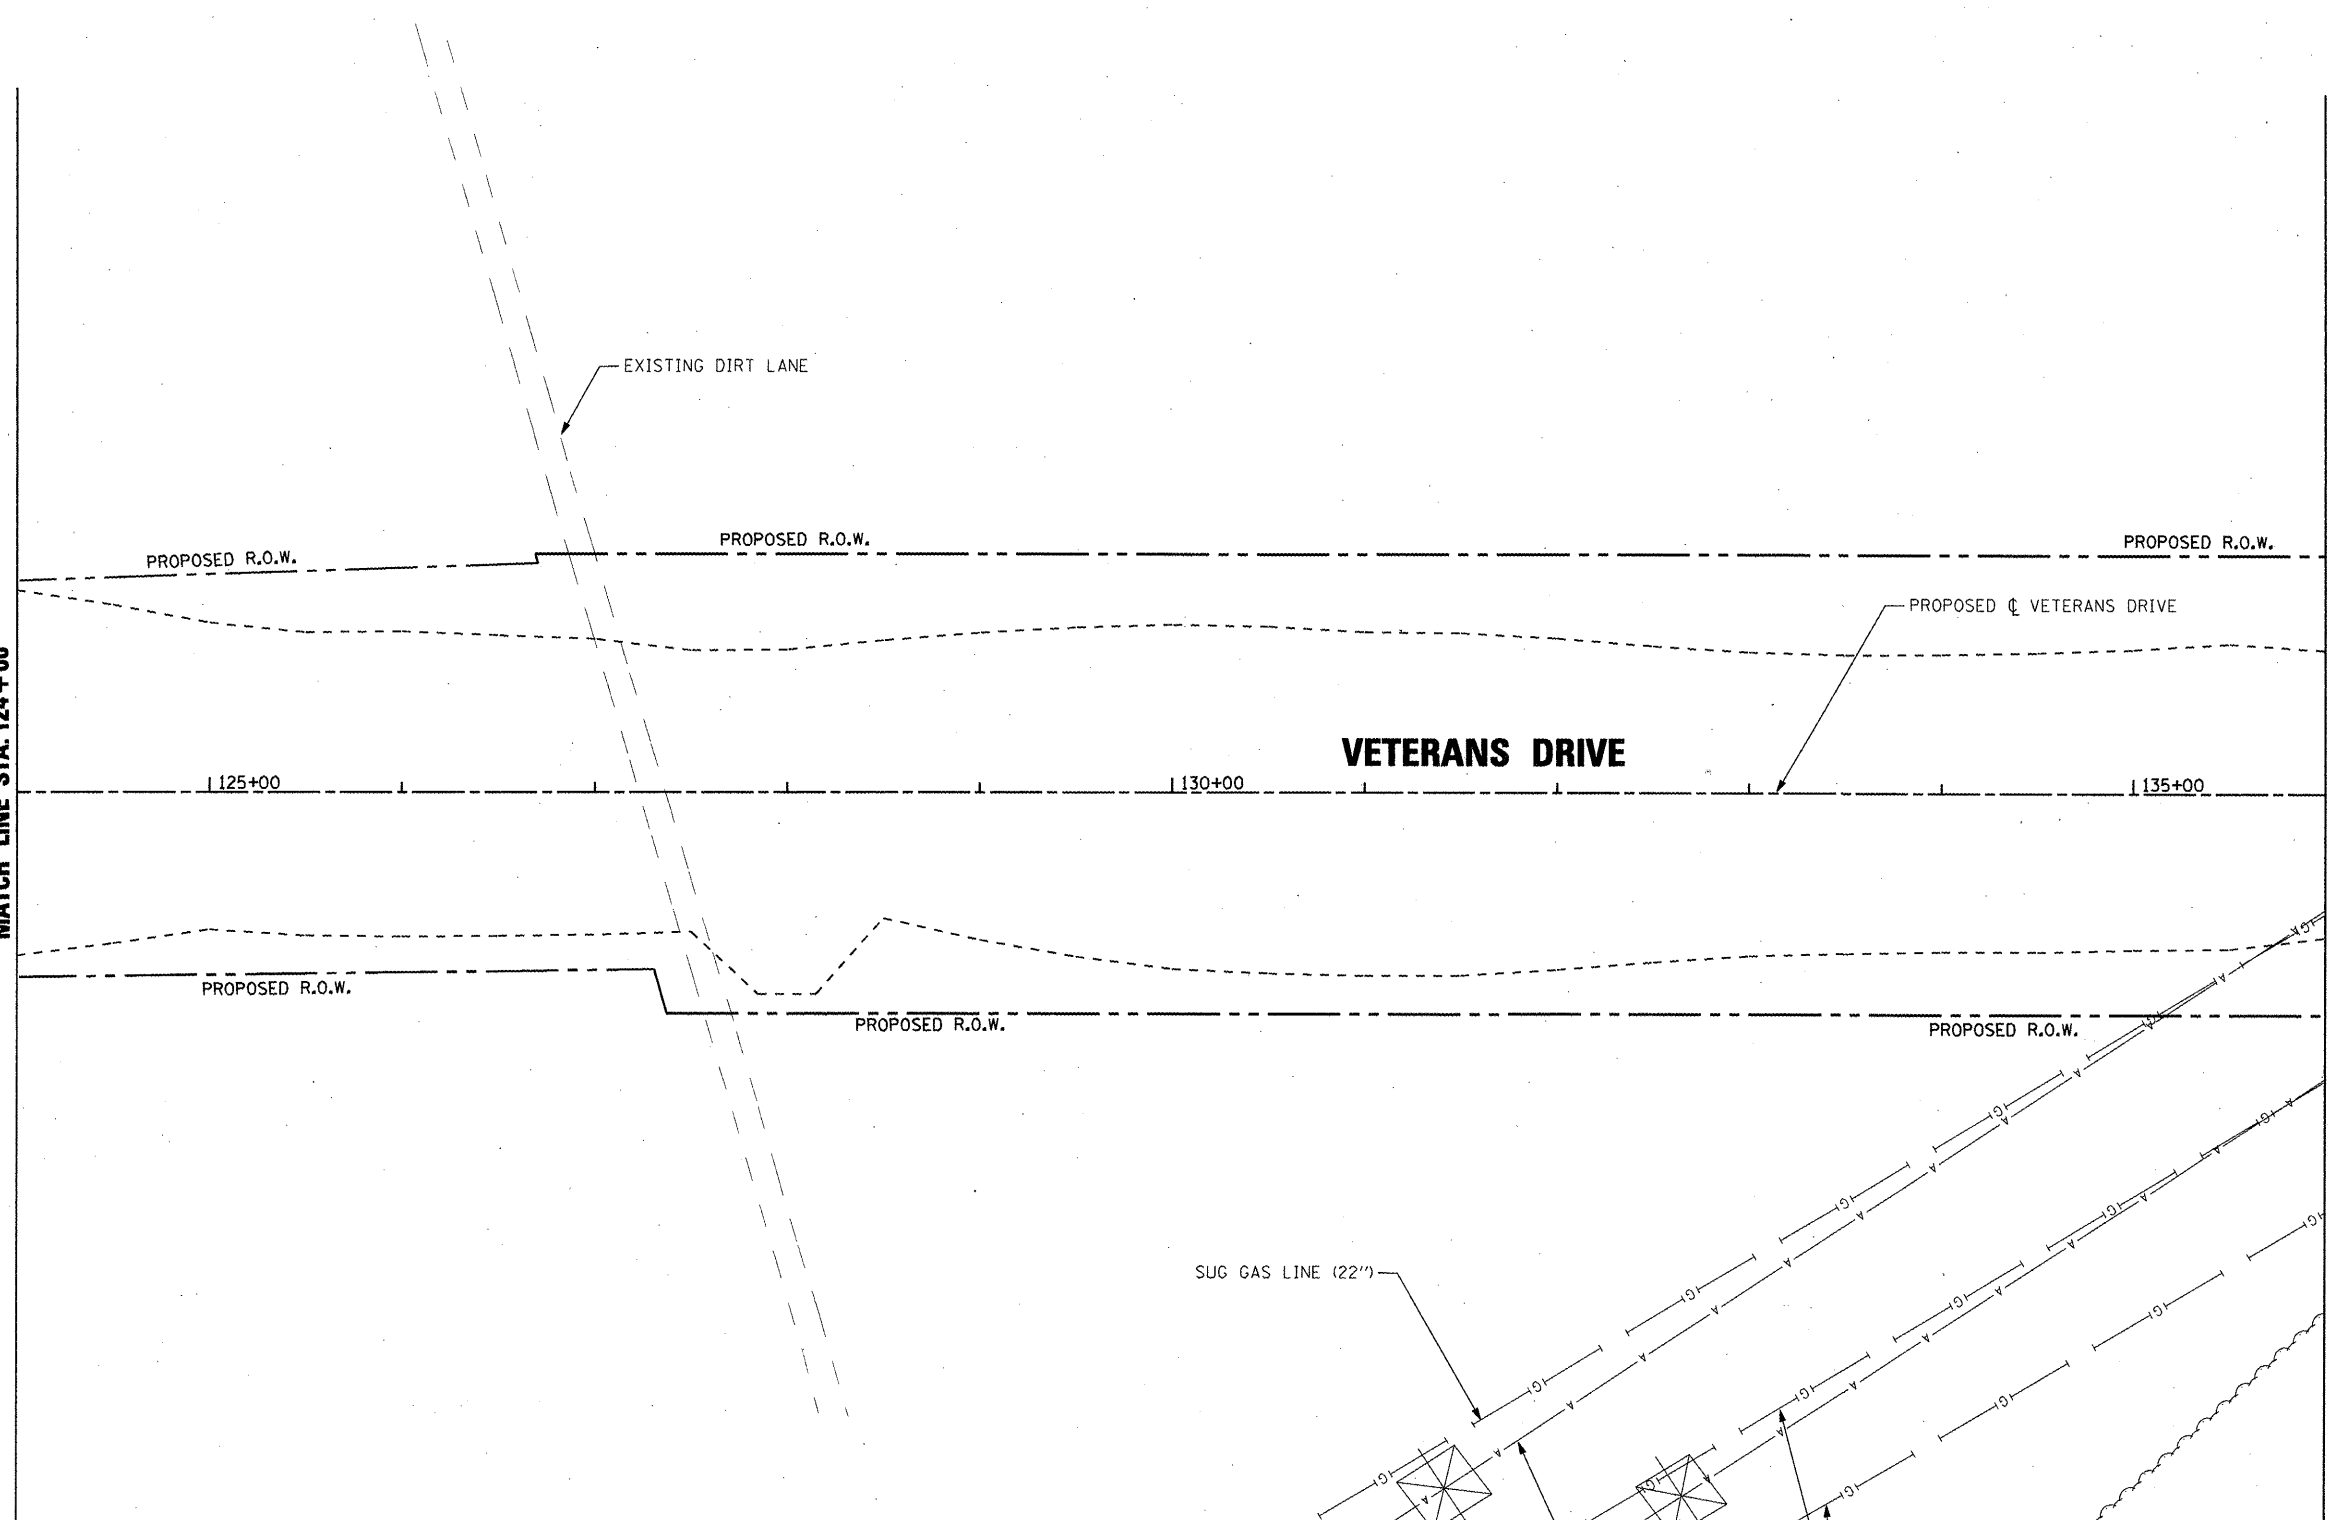 EXISTING DIRT LANE
PROPOSED R.O.W.
PROPOSED R.O.W.
PROPOSED R.O.W.
PROPOSED ℄ VETERANS DRIVE
MATCH LINE STA. 124+00
VETERANS DRIVE
125+00
130+00
135+00
PROPOSED R.O.W.
PROPOSED R.O.W.
PROPOSED R.O.W.
SUG GAS LINE (22")